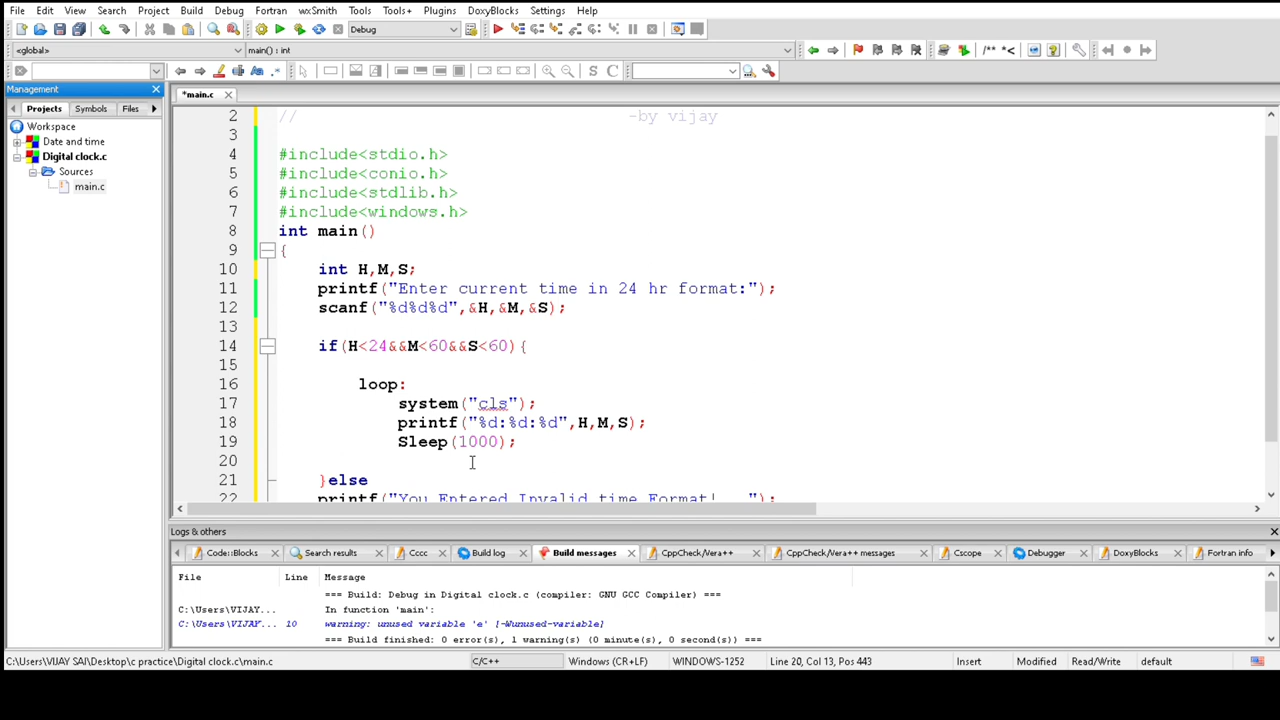 File Edit View Search Project Build Debug Fortran wxSmith Tools Tools+ Plugins DoxyBlocks Settings Help
Debug
<global> main() : int
/** *<
S C
Management
*main.c
Projects Symbols Files
Workspace
Date and time
Digital clock.c
Sources
main.c
2 // -by vijay
3
4 #include<stdio.h>
5 #include<conio.h>
6 #include<stdlib.h>
7 #include<windows.h>
8 int main()
9 {
10 int H,M,S;
11 printf("Enter current time in 24 hr format:");
12 scanf("%d%d%d",&H,&M,&S);
13
14 if(H<24&&M<60&&S<60){
15
16 loop:
17 system("cls");
18 printf("%d:%d:%d",H,M,S);
19 Sleep(1000);
20
21 }else
22 printf("You Entered Invalid time Format!...");
Logs & others
Code::Blocks Search results Cccc Build log Build messages CppCheck/Vera++ CppCheck/Vera++ messages Cscope Debugger DoxyBlocks Fortran info
File Line Message
=== Build: Debug in Digital clock.c (compiler: GNU GCC Compiler) ===
C:\Users\VIJAY... In function 'main':
C:\Users\VIJAY... 10 warning: unused variable 'e' [-Wunused-variable]
=== Build finished: 0 error(s), 1 warning(s) (0 minute(s), 0 second(s)) ===
C:\Users\VIJAY SAI\Desktop\c practice\Digital clock.c\main.c C/C++ Windows (CR+LF) WINDOWS-1252 Line 20, Col 13, Pos 443 Insert Modified Read/Write default